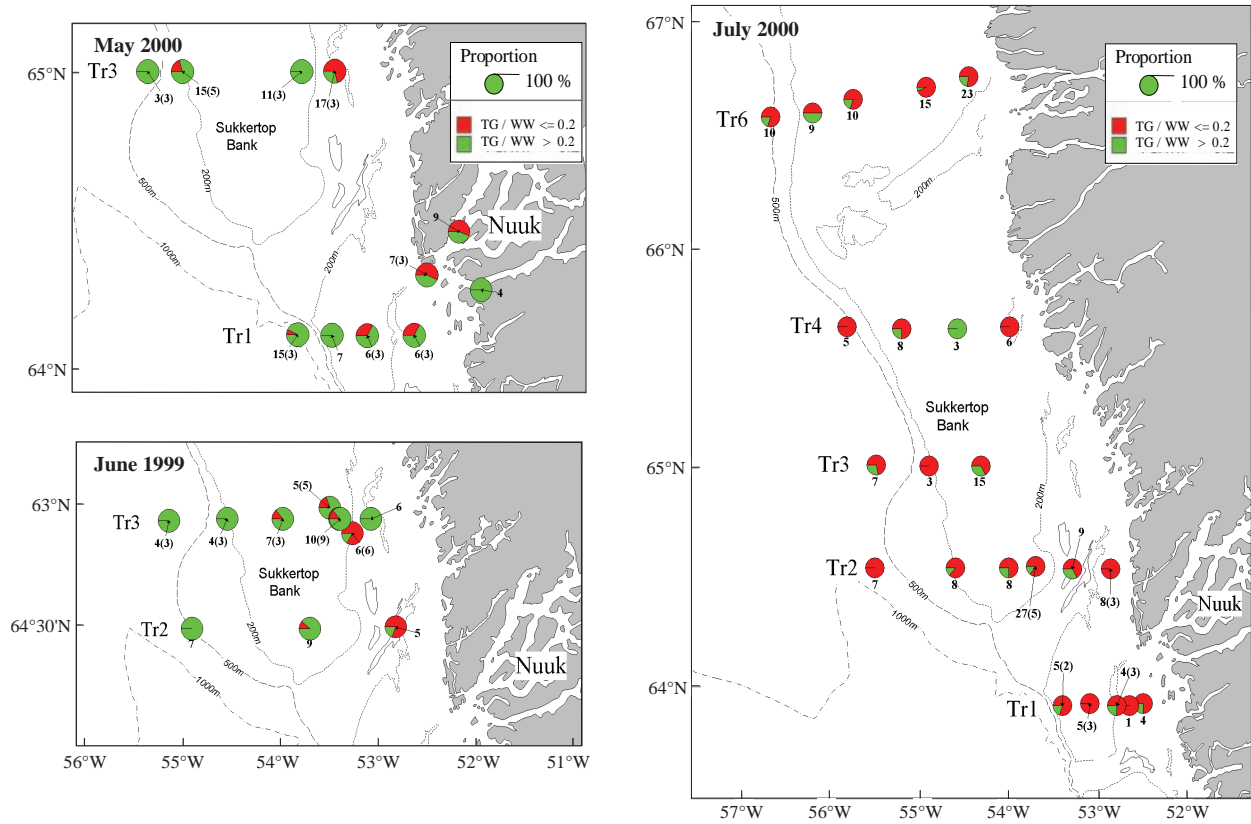 May 2000
65°N
Tr3
3(3)
15(5)
11(3)
17(3)
Proportion
100 %
TG / WW <= 0.2
TG / WW > 0.2
Sukkertop
Bank
500m
200m
1000m
200m
9
Nuuk
7(3)
4
Tr1
15(3)
7
6(3)
6(3)
64°N
June 1999
63°N
Tr3
4(3)
4(3)
7(3)
5(5)
10(9)
6(6)
6
Sukkertop
Bank
64°30'N
Tr2
7
9
5
200m
500m
1000m
Nuuk
56°W
55°W
54°W
53°W
52°W
51°W
67°N
July 2000
Proportion
100 %
TG / WW <= 0.2
TG / WW > 0.2
Tr6
10
9
10
15
23
500m
200m
66°N
Tr4
5
8
3
6
Sukkertop
Bank
65°N
Tr3
7
3
15
200m
Tr2
7
8
8
27(5)
9
8(3)
500m
1000m
Nuuk
64°N
Tr1
5(2)
5(3)
4(3)
1
4
57°W
56°W
55°W
54°W
53°W
52°W